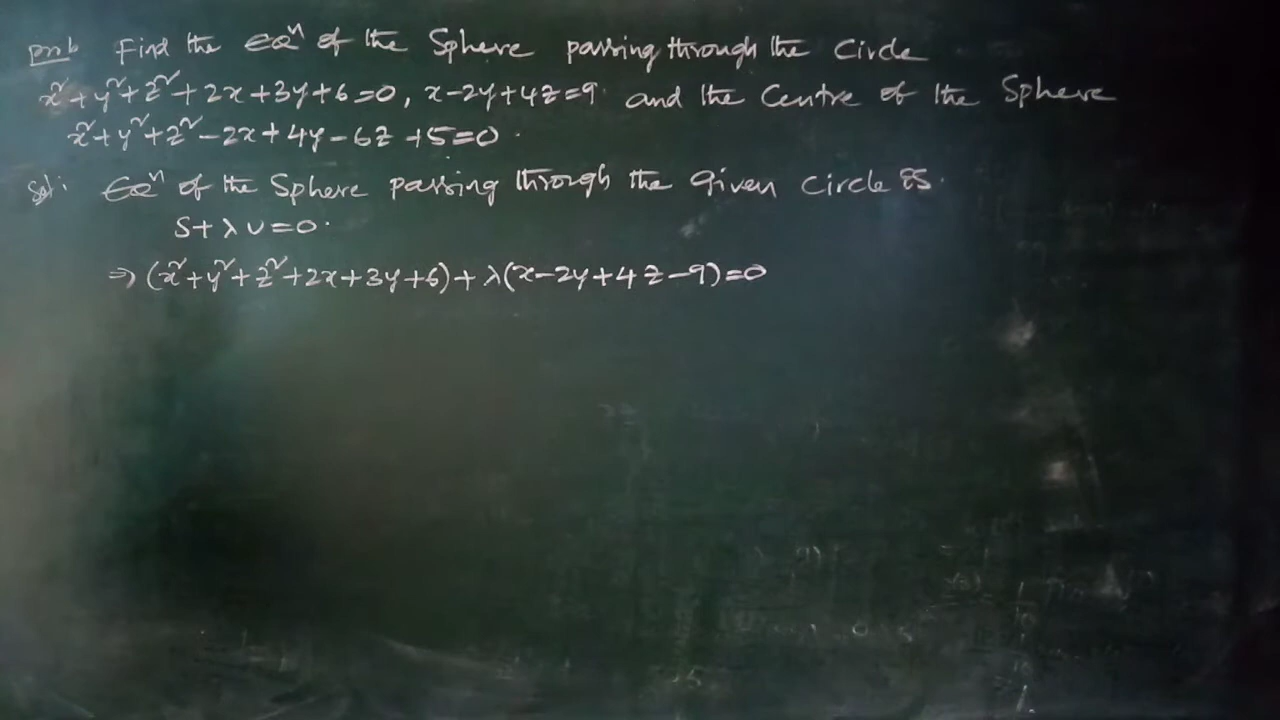 prob Find the eqⁿ of the Sphere passing through the Circle
x²+y²+z²+2x+3y+6=0, x-2y+4z=9 and the Centre of the Sphere
x²+y²+z²-2x+4y-6z+5=0.
Sol: Eqⁿ of the Sphere passing through the Given Circle is.
S+λU=0.
⇒ (x²+y²+z²+2x+3y+6)+λ(x-2y+4z-9)=0